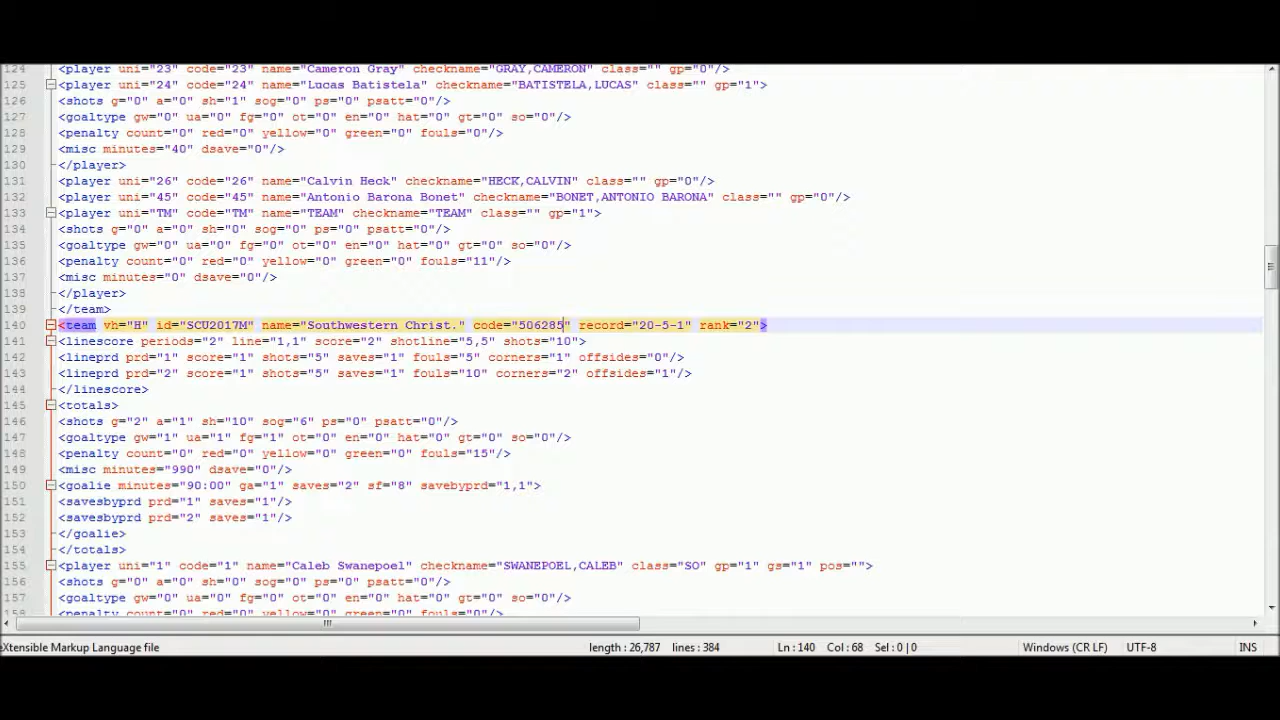 124 <player uni="23" code="23" name="Cameron Gray" checkname="GRAY,CAMERON" class="" gp="0"/>
125 <player uni="24" code="24" name="Lucas Batistela" checkname="BATISTELA,LUCAS" class="" gp="1">
126 <shots g="0" a="0" sh="1" sog="0" ps="0" psatt="0"/>
127 <goaltype gw="0" ua="0" fg="0" ot="0" en="0" hat="0" gt="0" so="0"/>
128 <penalty count="0" red="0" yellow="0" green="0" fouls="0"/>
129 <misc minutes="40" dsave="0"/>
130 </player>
131 <player uni="26" code="26" name="Calvin Heck" checkname="HECK,CALVIN" class="" gp="0"/>
132 <player uni="45" code="45" name="Antonio Barona Bonet" checkname="BONET,ANTONIO BARONA" class="" gp="0"/>
133 <player uni="TM" code="TM" name="TEAM" checkname="TEAM" class="" gp="1">
134 <shots g="0" a="0" sh="0" sog="0" ps="0" psatt="0"/>
135 <goaltype gw="0" ua="0" fg="0" ot="0" en="0" hat="0" gt="0" so="0"/>
136 <penalty count="0" red="0" yellow="0" green="0" fouls="11"/>
137 <misc minutes="0" dsave="0"/>
138 </player>
139 </team>
140 <team vh="H" id="SCU2017M" name="Southwestern Christ." code="506285" record="20-5-1" rank="2">
141 <linescore periods="2" line="1,1" score="2" shotline="5,5" shots="10">
142 <lineprd prd="1" score="1" shots="5" saves="1" fouls="5" corners="1" offsides="0"/>
143 <lineprd prd="2" score="1" shots="5" saves="1" fouls="10" corners="2" offsides="1"/>
144 </linescore>
145 <totals>
146 <shots g="2" a="1" sh="10" sog="6" ps="0" psatt="0"/>
147 <goaltype gw="1" ua="1" fg="1" ot="0" en="0" hat="0" gt="0" so="0"/>
148 <penalty count="0" red="0" yellow="0" green="0" fouls="15"/>
149 <misc minutes="990" dsave="0"/>
150 <goalie minutes="90:00" ga="1" saves="2" sf="8" savebyprd="1,1">
151 <savesbyprd prd="1" saves="1"/>
152 <savesbyprd prd="2" saves="1"/>
153 </goalie>
154 </totals>
155 <player uni="1" code="1" name="Caleb Swanepoel" checkname="SWANEPOEL,CALEB" class="SO" gp="1" gs="1" pos="">
156 <shots g="0" a="0" sh="0" sog="0" ps="0" psatt="0"/>
157 <goaltype gw="0" ua="0" fg="0" ot="0" en="0" hat="0" gt="0" so="0"/>
158 <penalty count="0" red="0" yellow="0" green="0" fouls="0"/>
eXtensible Markup Language file length : 26,787 lines : 384 Ln : 140 Col : 68 Sel : 0 | 0 Windows (CR LF) UTF-8 INS